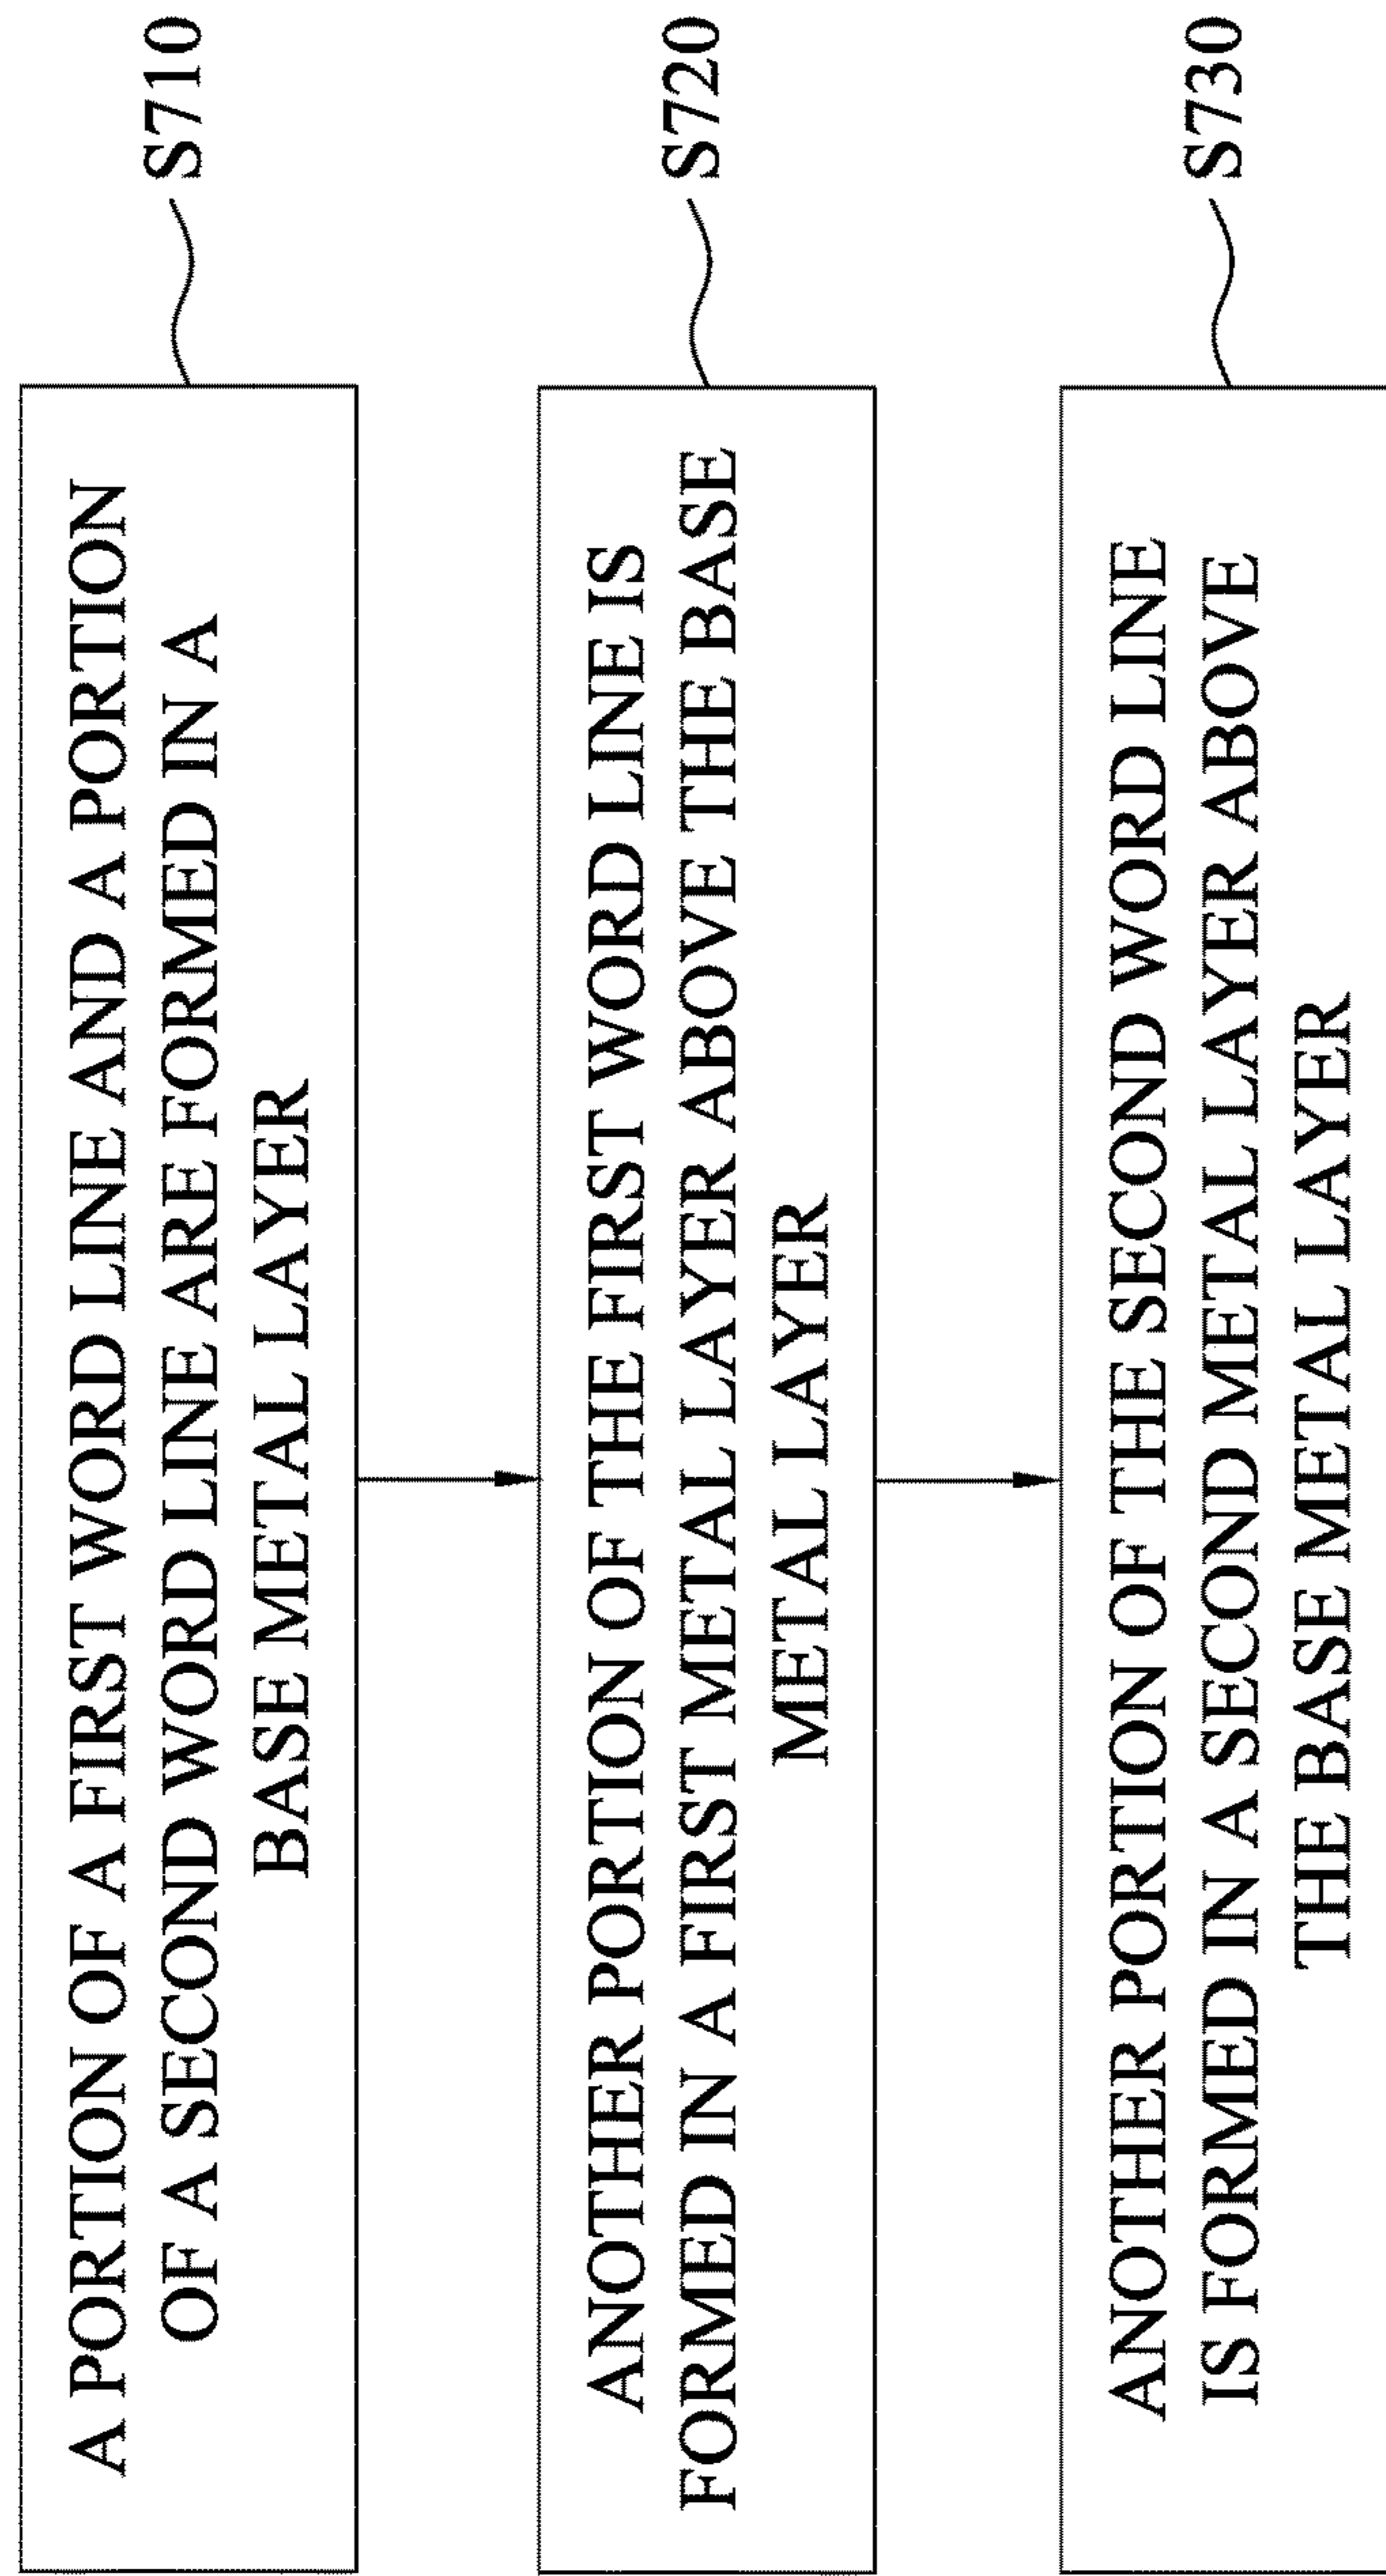 A PORTION OF A FIRST WORD LINE AND A PORTION
OF A SECOND WORD LINE ARE FORMED IN A
BASE METAL LAYER
S710
ANOTHER PORTION OF THE FIRST WORD LINE IS
FORMED IN A FIRST METAL LAYER ABOVE THE BASE
METAL LAYER
S720
ANOTHER PORTION OF THE SECOND WORD LINE
IS FORMED IN A SECOND METAL LAYER ABOVE
THE BASE METAL LAYER
S730